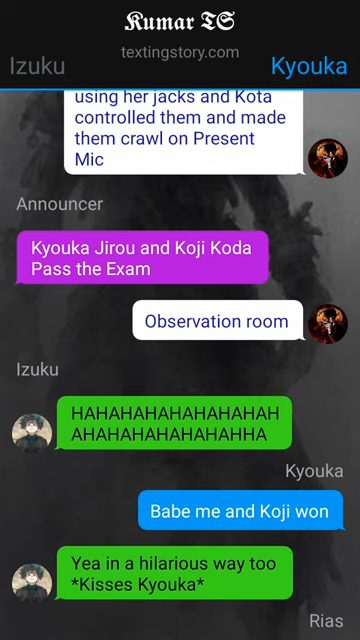 Kumar TS
textingstory.com
Izuku
Kyouka
using her jacks and Kota
controlled them and made
them crawl on Present
Mic
Announcer
Kyouka Jirou and Koji Koda
Pass the Exam
Observation room
Izuku
HAHAHAHAHAHAHAHAH
AHAHAHAHAHAHAHHA
Kyouka
Babe me and Koji won
Yea in a hilarious way too
*Kisses Kyouka*
Rias